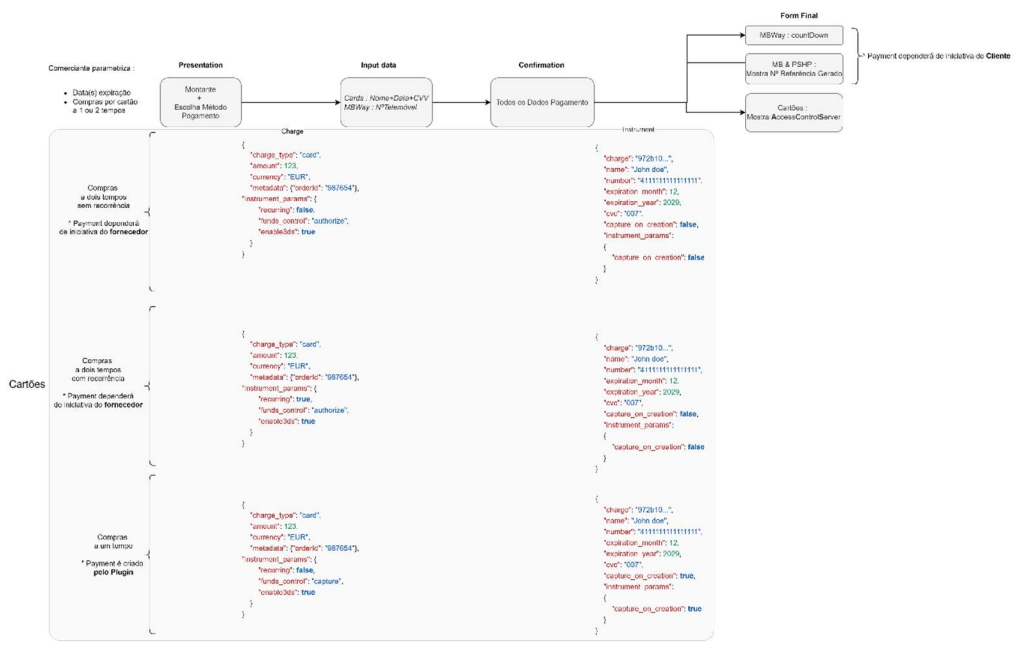 Form Final
MBWay : countDown
* Payment dependerá de iniciativa do Cliente
MB & PSHP :
Mostra Nº Referência Gerado
Cartões :
Mostra AccessControlServer
Comerciante parametriza :
• Data(s) expiração
• Compras por cartão
a 1 ou 2 tempos
Presentation
Montante
+
Escolha Método
Pagamento
Input data
Cards : Nome+Data+CVV
MBWay : NºTelemóvel
Confirmation
Todos os Dados Pagamento
Charge
Instrument
Cartões
Compras
a dois tempos
sem recorrência
* Payment dependerá
de iniciativa do fornecedor
{
"charge_type": "card",
"amount": 123,
"currency": "EUR",
"metadata": {"orderId": "987654"},
"instrument_params": {
"recurring": false,
"funds_control": "authorize",
"enable3ds": true
}
}
{
"charge": "972b10...",
"name": "John doe",
"number": "4111111111111111",
"expiration_month": 12,
"expiration_year": 2029,
"cvc": "037",
"capture_on_creation": false,
"instrument_params":
{
"capture_on_creation": false
}
}
Compras
a dois tempos
com recorrência
* Payment dependerá
de iniciativa do fornecedor
{
"charge_type": "card",
"amount": 123,
"currency": "EUR",
"metadata": {"orderId": "987654"},
"instrument_params": {
"recurring": true,
"funds_control": "authorize",
"enable3ds": true
}
}
{
"charge": "972b10...",
"name": "John doe",
"number": "4111111111111111",
"expiration_month": 12,
"expiration_year": 2029,
"cvc": "037",
"capture_on_creation": false,
"instrument_params":
{
"capture_on_creation": false
}
}
Compras
a um tempo
* Payment é criado
pelo Plugin
{
"charge_type": "card",
"amount": 123,
"currency": "EUR",
"metadata": {"orderId": "987654"},
"instrument_params": {
"recurring": false,
"funds_control": "capture",
"enable3ds": true
}
}
{
"charge": "972b10...",
"name": "John doe",
"number": "4111111111111111",
"expiration_month": 12,
"expiration_year": 2029,
"cvc": "037",
"capture_on_creation": true,
"instrument_params":
{
"capture_on_creation": true
}
}